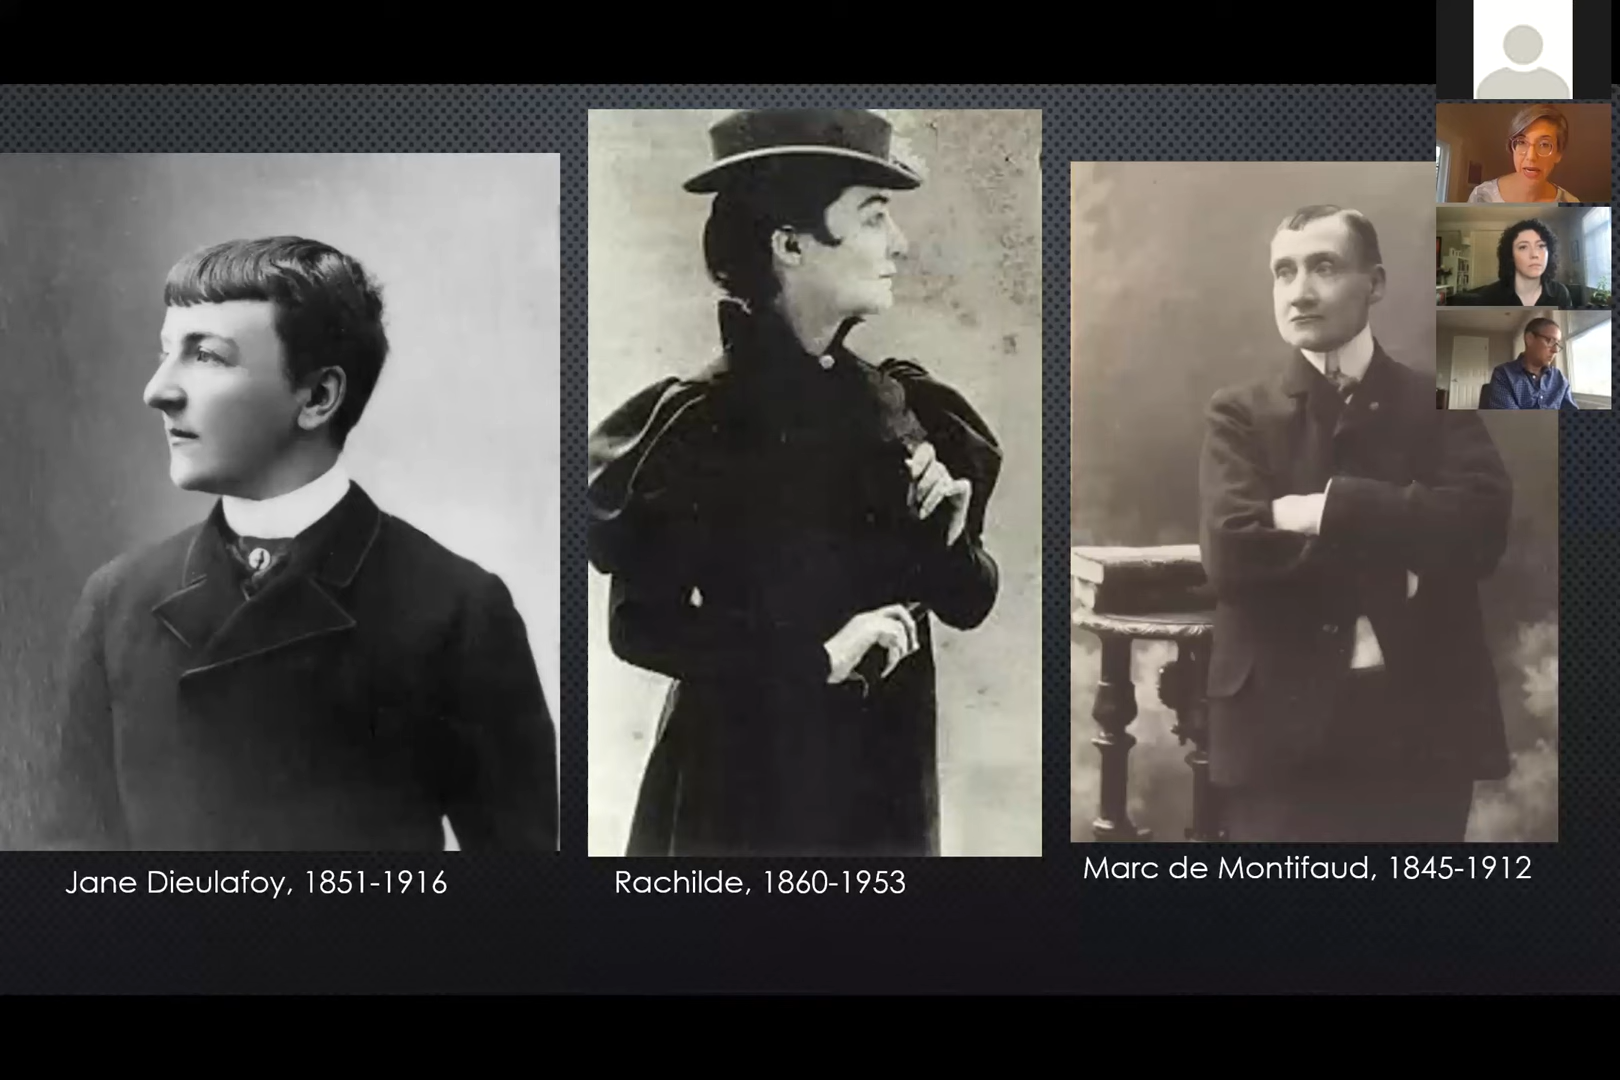 Jane Dieulafoy, 1851-1916
Rachilde, 1860-1953
Marc de Montifaud, 1845-1912